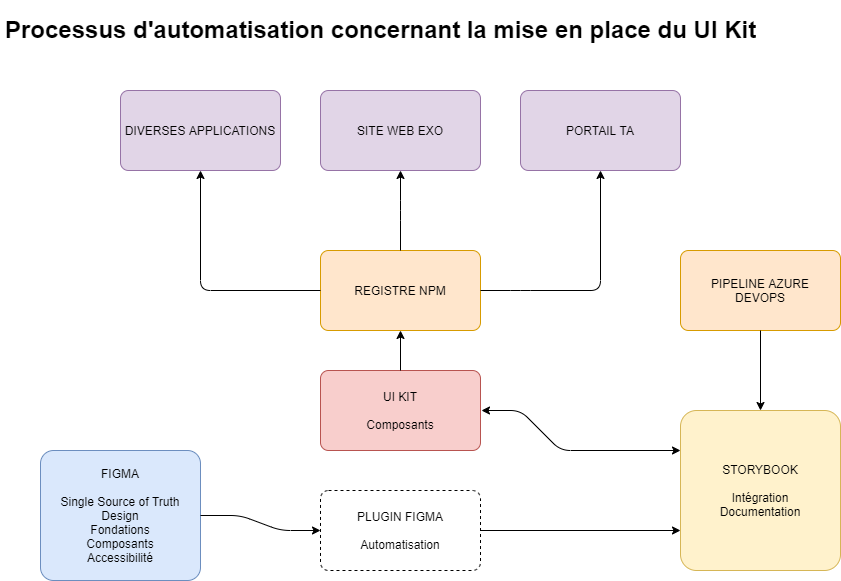 Processus d'automatisation concernant la mise en place du UI Kit
DIVERSES APPLICATIONS
SITE WEB EXO
PORTAIL TA
REGISTRE NPM
PIPELINE AZURE
DEVOPS
UI KIT
Composants
FIGMA
Single Source of Truth
Design
Fondations
Composants
Accessibilité
PLUGIN FIGMA
Automatisation
STORYBOOK
Intégration
Documentation